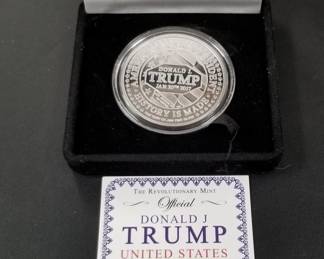 DONALD J.
TRUMP
JAN 20TH 2017
HISTORY IS MADE
THE REVOLUTIONARY MINT
Official
DONALD J
TRUMP
UNITED STATES